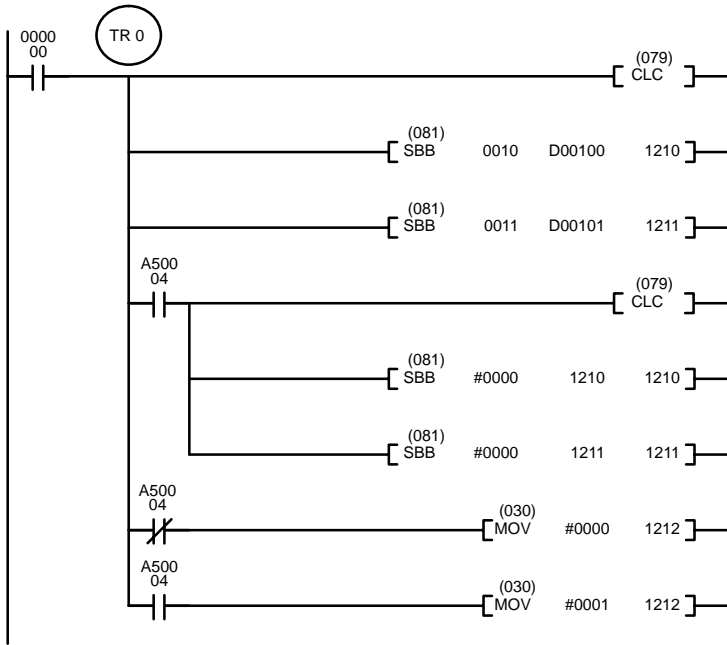 0000
00
TR 0
(079)
CLC
(081)
SBB 0010 D00100 1210
(081)
SBB 0011 D00101 1211
A500
04
(079)
CLC
(081)
SBB #0000 1210 1210
(081)
SBB #0000 1211 1211
A500
04
(030)
MOV #0000 1212
A500
04
(030)
MOV #0001 1212